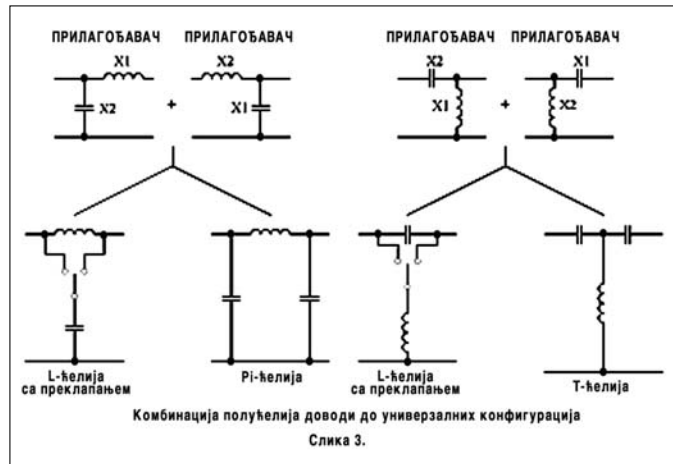 ПРИЛАГОЂАВАЧ ПРИЛАГОЂАВАЧ ПРИЛАГОЂАВАЧ ПРИЛАГОЂАВАЧ
X1 X2 X2 X1
X2 X1 X1 X2
+ +
L-ћелија
са преклапањем
Pi-ћелија
L-ћелија
са преклапањем
Т-ћелија
Комбинација полућелија доводи до универзалних конфигурација
Слика 3.